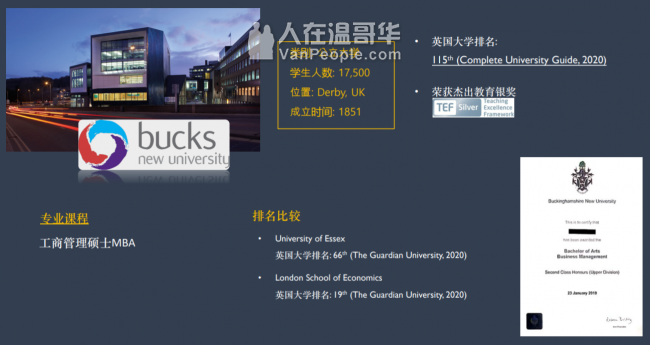 人在温哥华
VanPeople.com
类别: 公立大学
学生人数: 17,500
位置: Derby, UK
成立时间: 1851
• 英国大学排名:
115th (Complete University Guide, 2020)
• 荣获杰出教育银奖
TEF Silver Teaching Excellence Framework
bucks
new university
专业课程
工商管理硕士MBA
排名比较
• University of Essex
英国大学排名: 66th (The Guardian University, 2020)
• London School of Economics
英国大学排名: 19th (The Guardian University, 2020)
Buckinghamshire New University
This is to certify that
has been awarded the
Bachelor of Arts
Business Management
Second Class Honours (Upper Division)
23 January 2018